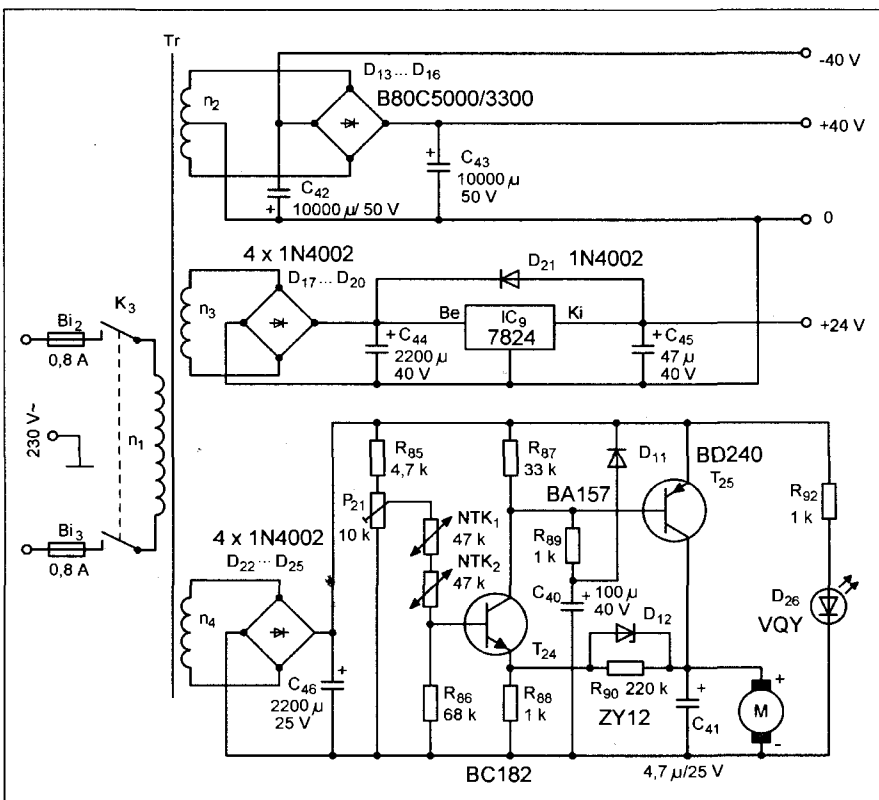 Tr
n2
D13...D16
B80C5000/3300
-40 V
+40 V
0
C42
10000 µ/ 50 V
+
+
C43
10000 µ
50 V
4 x 1N4002
D17...D20
n3
D21
1N4002
Be
IC9
7824
Ki
+24 V
+
C44
2200 µ
40 V
+
C45
47 µ
40 V
Bi2
0,8 A
K3
230 V~
n1
Bi3
0,8 A
4 x 1N4002
D22...D25
n4
C46
2200 µ
25 V
+
R85
4,7 k
P21
10 k
NTK1
47 k
NTK2
47 k
R86
68 k
R87
33 k
T24
R88
1 k
BC182
BA157
D11
R89
1 k
C40
+ 100 µ
40 V
D12
R90 220 k
ZY12
BD240
T25
+
C41
4,7 µ/25 V
+
M
-
R92
1 k
D26
VQY